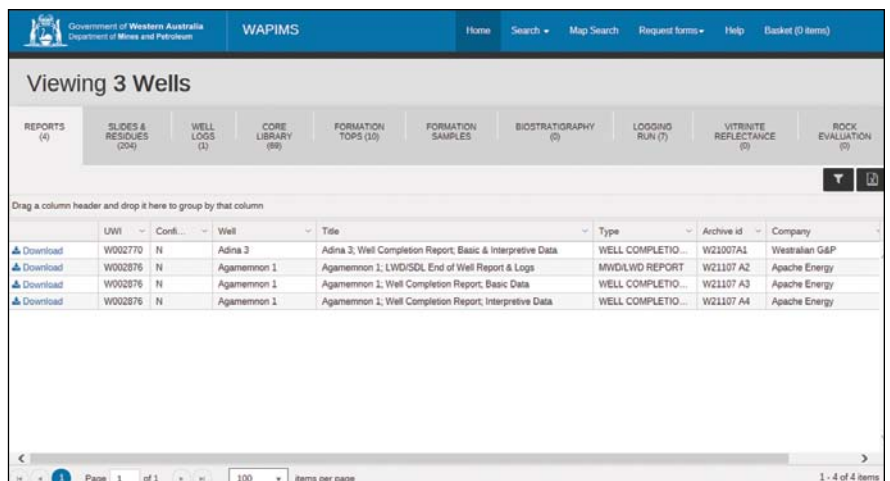 Government of Western Australia
Department of Mines and Petroleum
WAPIMS
Home Search Map Search Request forms Help Basket (0 items)
Viewing 3 Wells
REPORTS (4)
SLIDES & RESIDUES (204)
WELL LOGS (1)
CORE LIBRARY (69)
FORMATION TOPS (10)
FORMATION SAMPLES
BIOSTRATIGRAPHY (0)
LOGGING RUN (7)
VITRINITE REFLECTANCE (0)
ROCK EVALUATION (0)
Drag a column header and drop it here to group by that column
UWI Confi... Well Title Type Archive id Company
Download W002770 N Adina 3 Adina 3; Well Completion Report; Basic & Interpretive Data WELL COMPLETIO... W21007A1 Westralian G&P
Download W002876 N Agamemnon 1 Agamemnon 1; LWD/SDL End of Well Report & Logs MWD/LWD REPORT W21107 A2 Apache Energy
Download W002876 N Agamemnon 1 Agamemnon 1; Well Completion Report; Basic Data WELL COMPLETIO... W21107 A3 Apache Energy
Download W002876 N Agamemnon 1 Agamemnon 1; Well Completion Report; Interpretive Data WELL COMPLETIO... W21107 A4 Apache Energy
1 Page 1 of 1 100 items per page 1 - 4 of 4 items